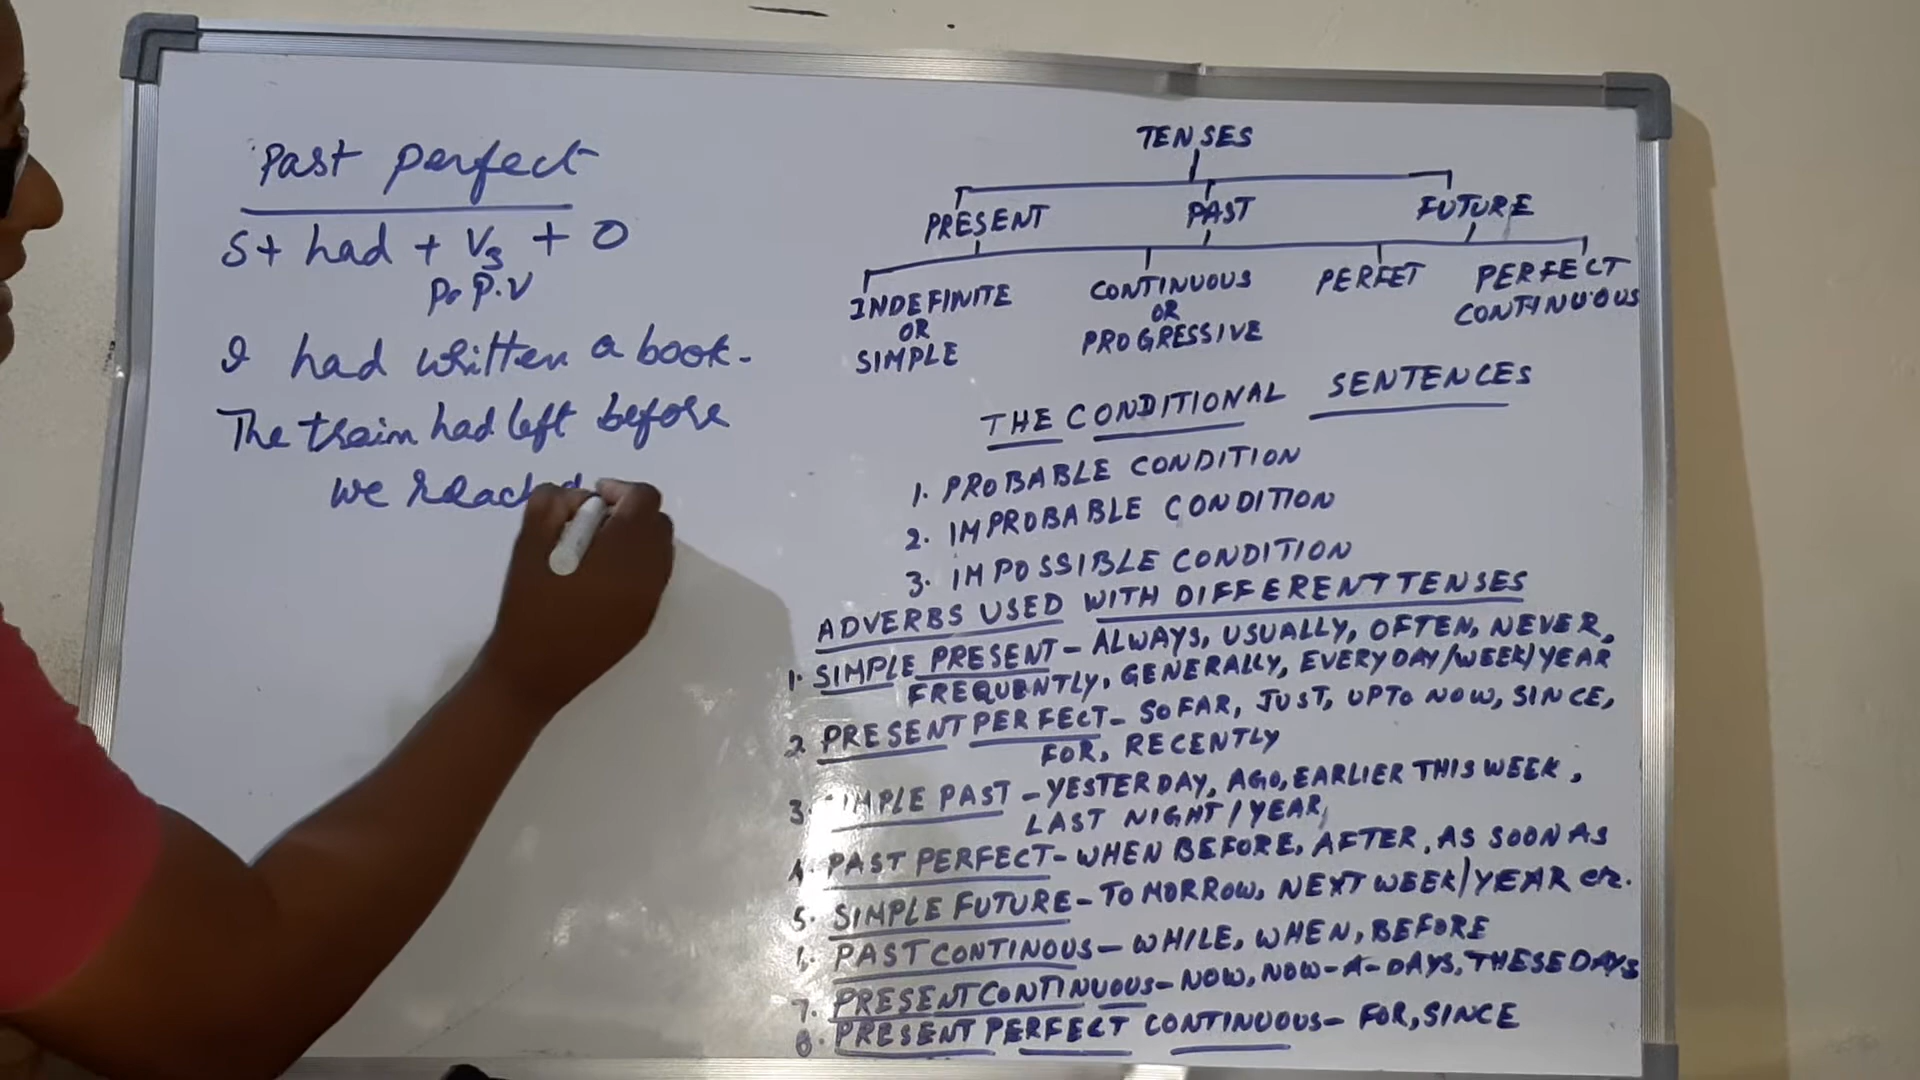 Past perfect
S+ had + V3 + O
P. P. V
I had written a book.
The train had left before
we reached
TENSES
PRESENT PAST FUTURE
INDEFINITE OR SIMPLE
CONTINUOUS OR PROGRESSIVE
PERFET
PERFECT CONTINUOUS
THE CONDITIONAL SENTENCES
1. PROBABLE CONDITION
2. IMPROBABLE CONDITION
3. IMPOSSIBLE CONDITION
ADVERBS USED WITH DIFFERENT TENSES
1. SIMPLE PRESENT - ALWAYS, USUALLY, OFTEN, NEVER,
FREQUENTLY, GENERALLY, EVERYDAY/WEEK/YEAR
2. PRESENT PERFECT - SO FAR, JUST, UPTO NOW, SINCE,
FOR, RECENTLY
3. SIMPLE PAST - YESTERDAY, AGO, EARLIER THIS WEEK,
LAST NIGHT/YEAR,
4. PAST PERFECT - WHEN BEFORE, AFTER, AS SOON AS
5. SIMPLE FUTURE - TOMORROW, NEXT WEEK/YEAR etc.
PAST CONTINOUS - WHILE, WHEN, BEFORE
7. PRESENT CONTINUOUS - NOW, NOW-A-DAYS, THESE DAYS
8. PRESENT PERFECT CONTINUOUS - FOR, SINCE